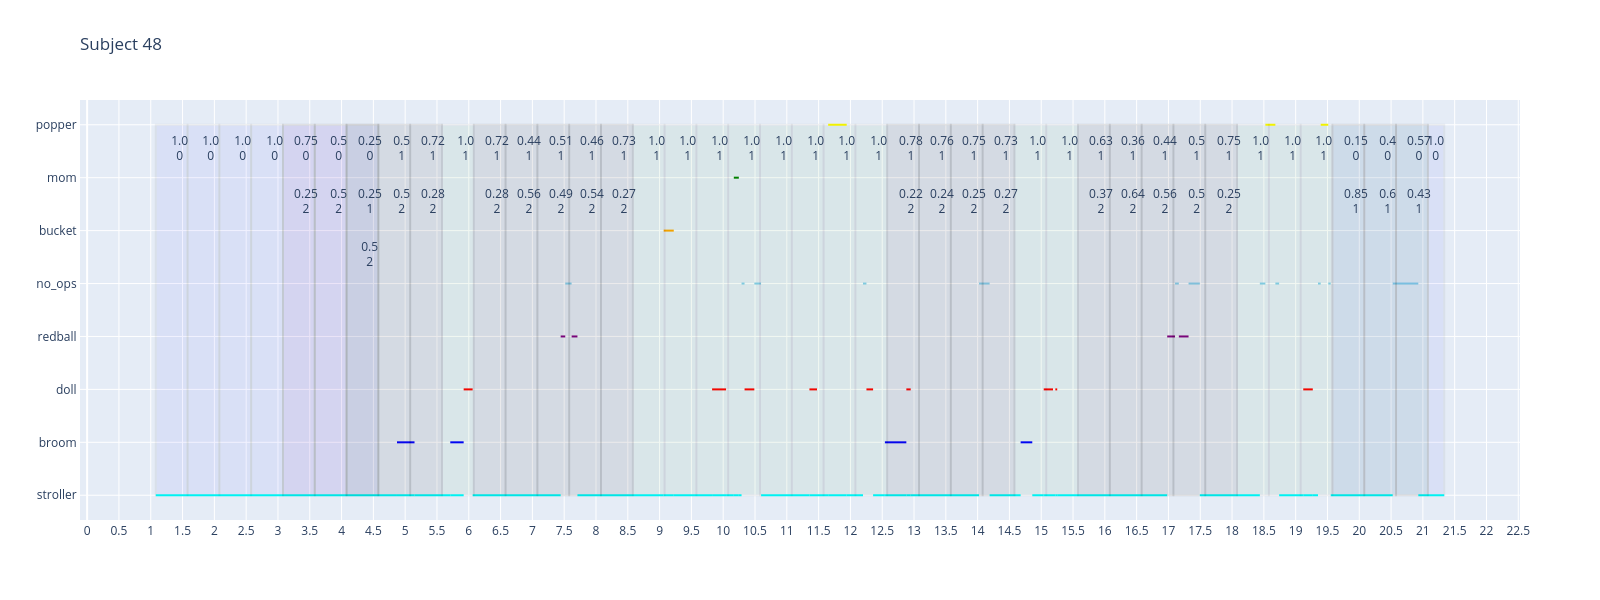 Subject 48
popper
1.0 1.0 1.0 1.0 0.75 0.5 0.25 0.5 0.72 1.0 0.72 0.44 0.51 0.46 0.73 1.0 1.0 1.0 1.0 1.0 1.0 1.0 1.0 0.78 0.76 0.75 0.73 1.0 1.0 0.63 0.36 0.44 0.5 0.75 1.0 1.0 1.0 0.15 0.4 0.57 1.0
0 0 0 0 0 0 0 1 1 1 1 1 1 1 1 1 1 1 1 1 1 1 1 1 1 1 1 1 1 1 1 1 1 1 1 1 1 0 0 0 0
mom
0.25 0.5 0.25 0.5 0.28 0.28 0.56 0.49 0.54 0.27 0.22 0.24 0.25 0.27 0.37 0.64 0.56 0.5 0.25 0.85 0.6 0.43
2 2 1 2 2 2 2 2 2 2 2 2 2 2 2 2 2 2 2 1 1 1
bucket
0.5
2
no_ops
redball
doll
broom
stroller
0 0.5 1 1.5 2 2.5 3 3.5 4 4.5 5 5.5 6 6.5 7 7.5 8 8.5 9 9.5 10 10.5 11 11.5 12 12.5 13 13.5 14 14.5 15 15.5 16 16.5 17 17.5 18 18.5 19 19.5 20 20.5 21 21.5 22 22.5